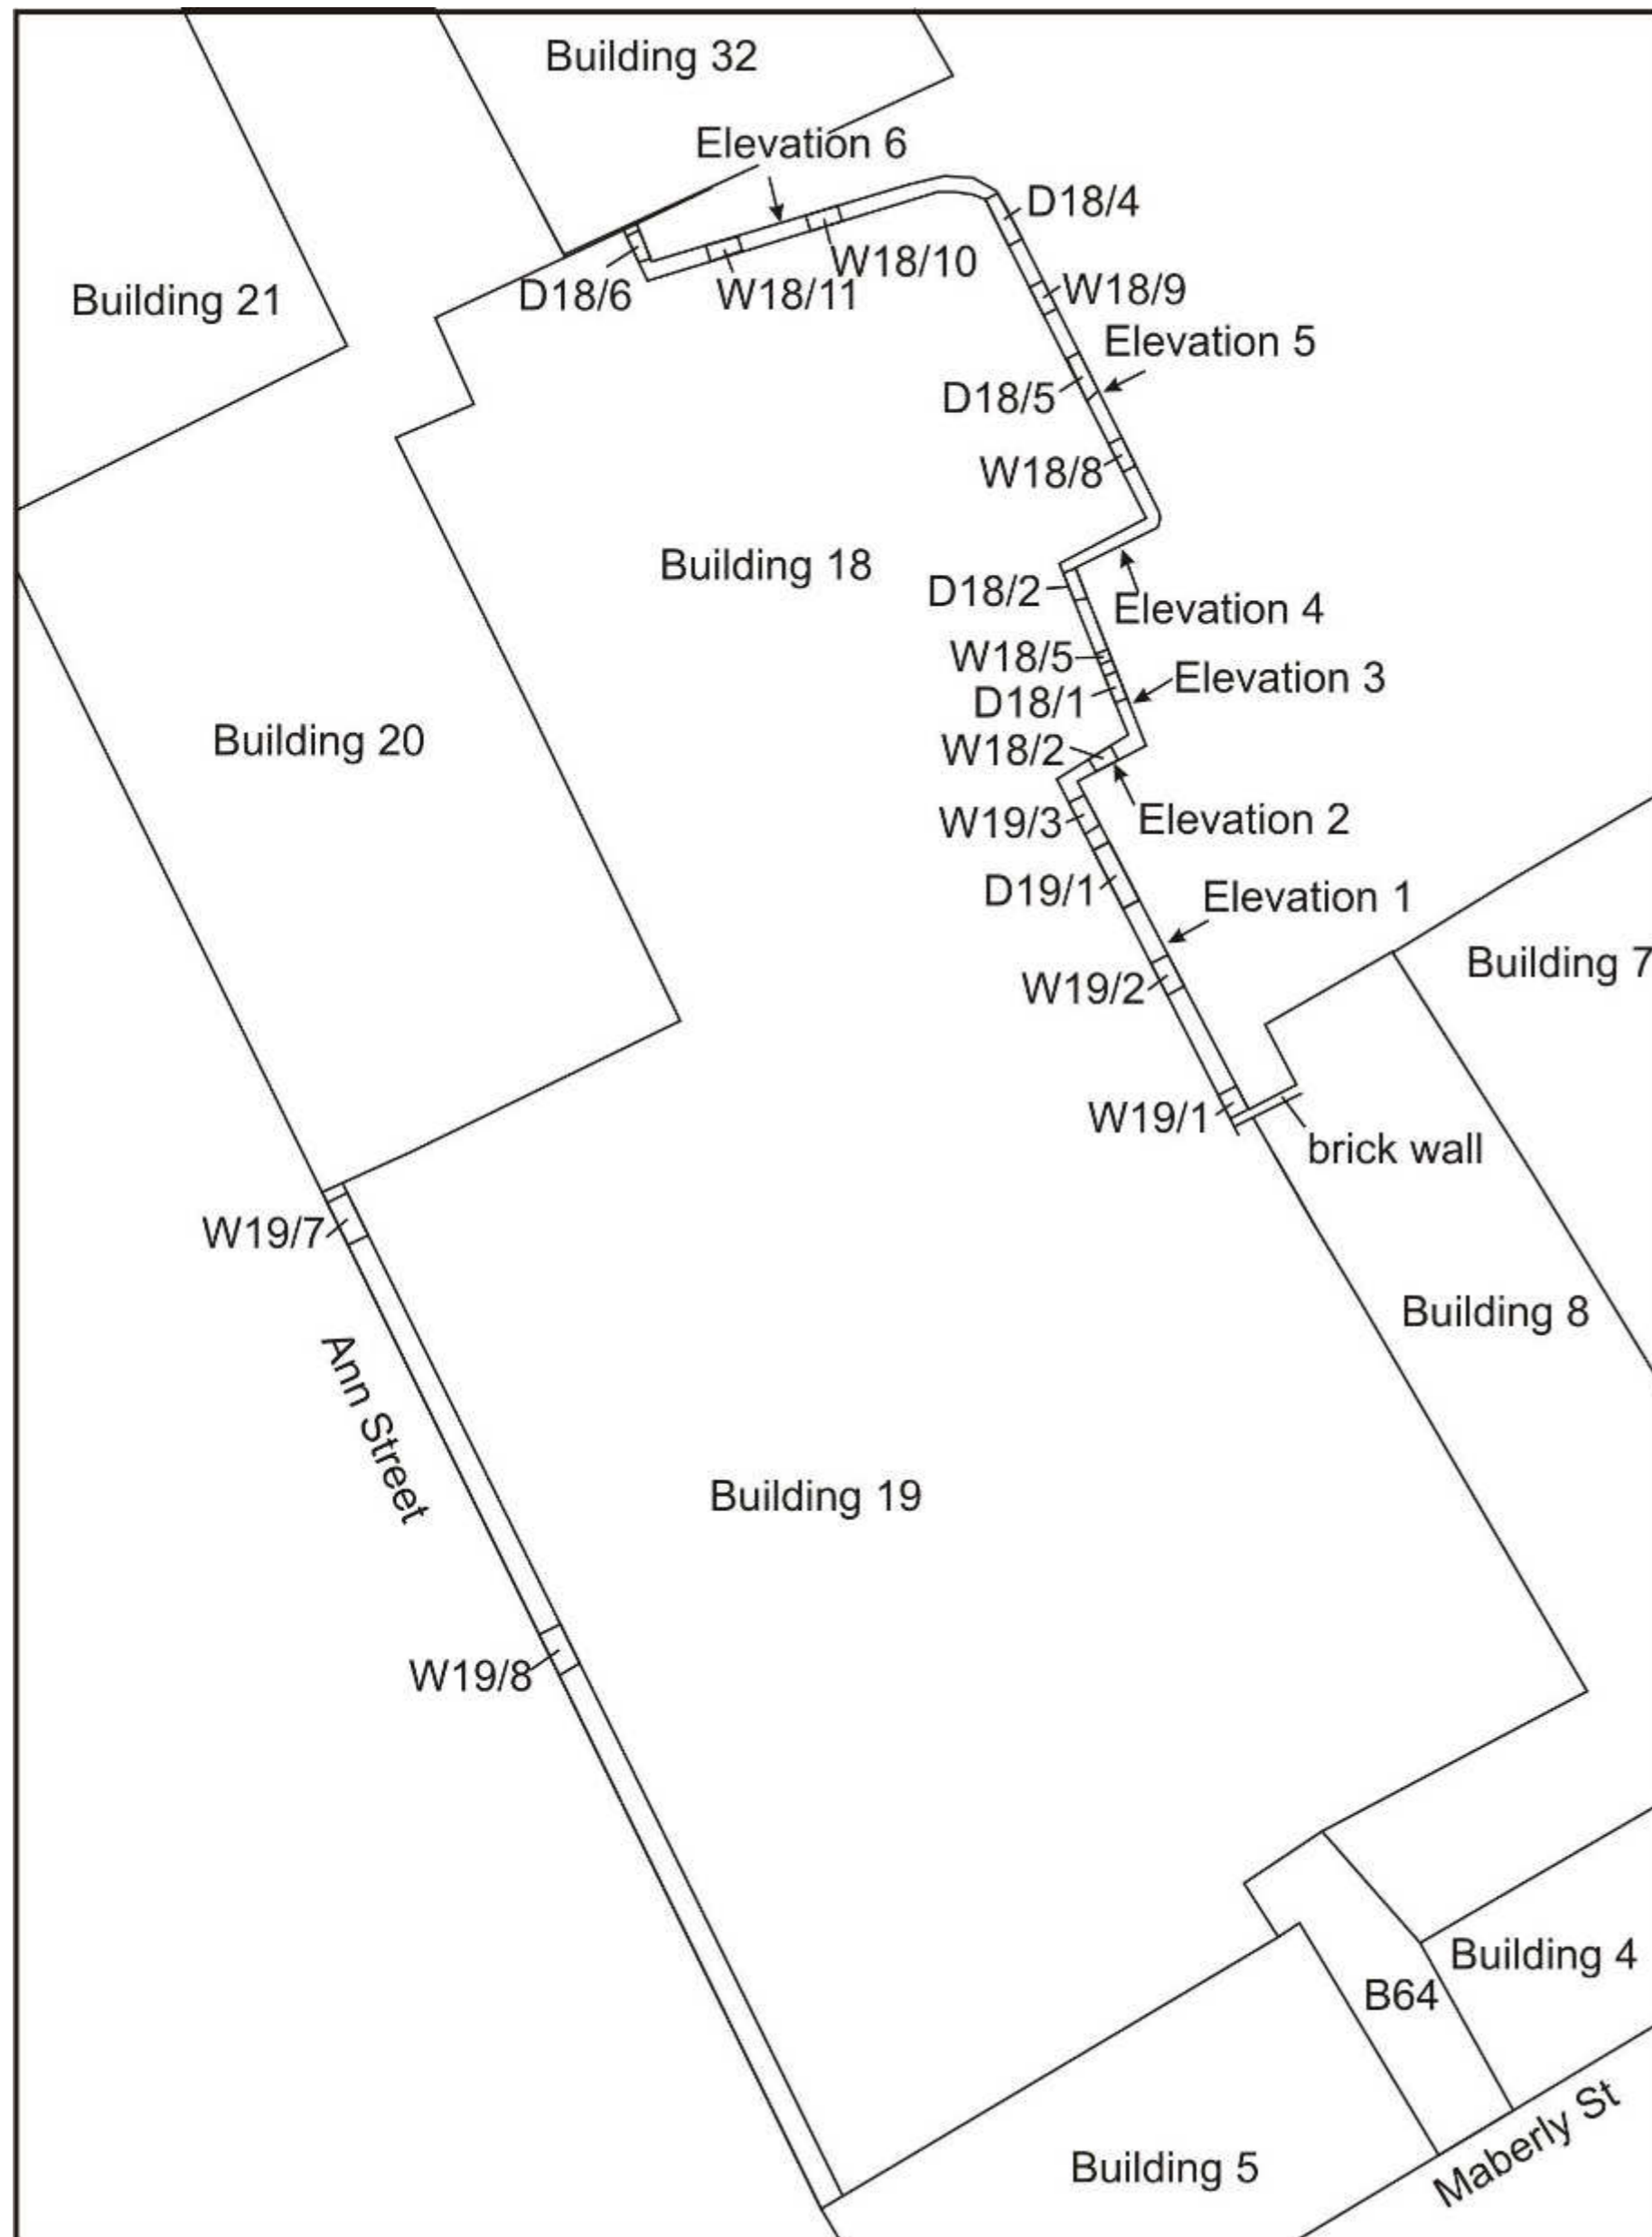 Building 32
Elevation 6
D18/4
W18/10
W18/9
D18/6
W18/11
Building 21
Elevation 5
D18/5
W18/8
Building 18
D18/2
Elevation 4
W18/5
Elevation 3
D18/1
Building 20
W18/2
W19/3
Elevation 2
D19/1
Elevation 1
Building 7
W19/2
W19/1
brick wall
W19/7
Building 8
Ann Street
Building 19
W19/8
Building 4
B64
Maberly St
Building 5